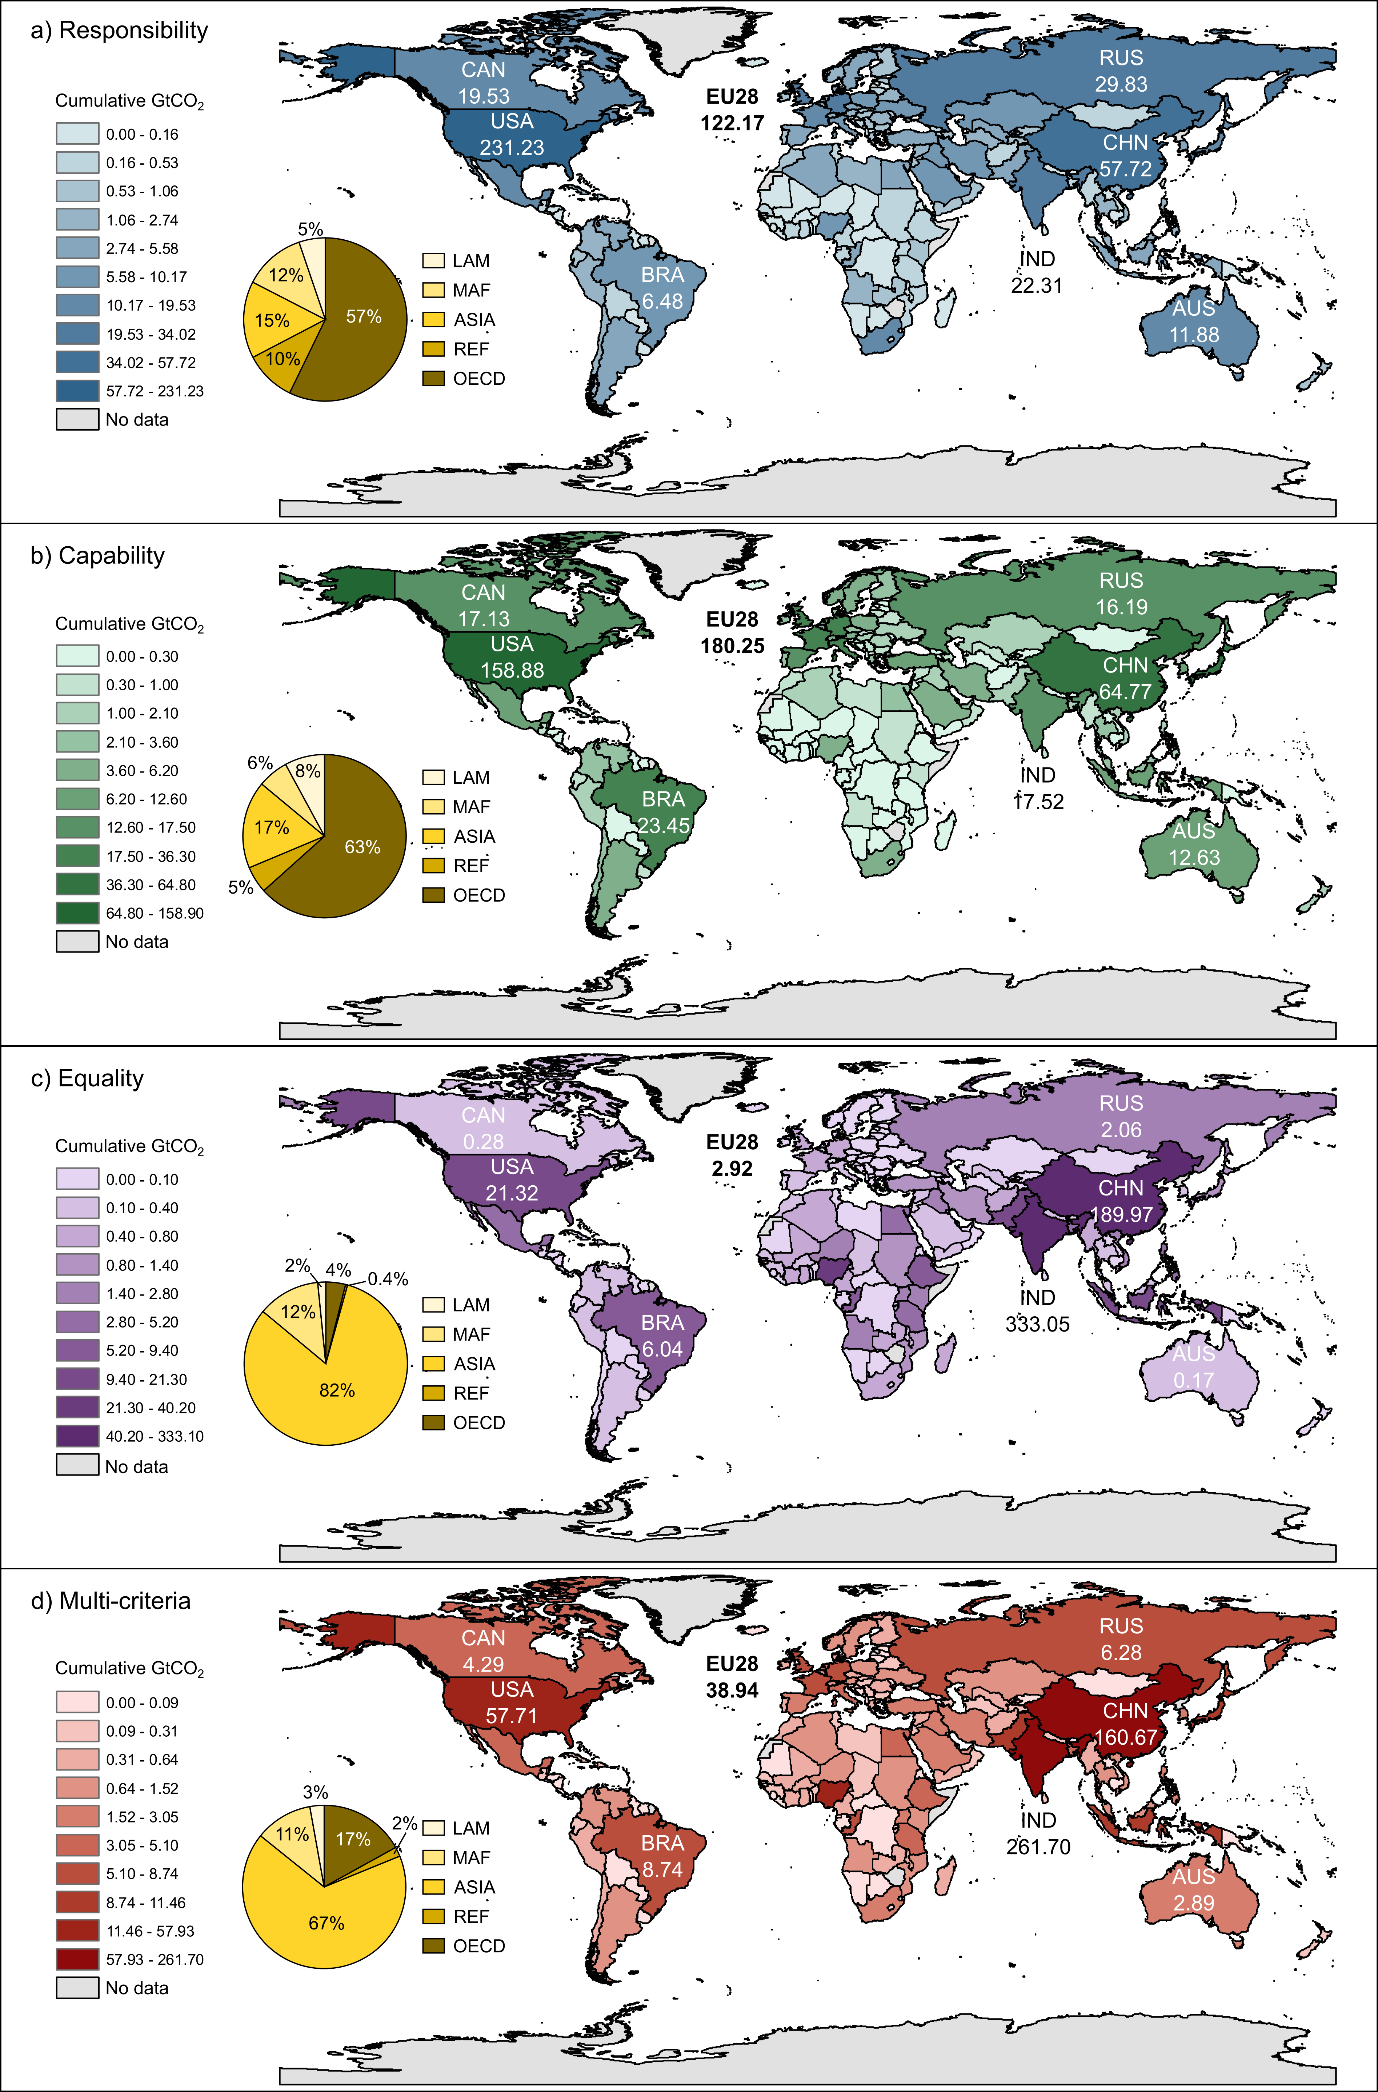 a) Responsibility
Cumulative GtCO2
0.00 - 0.16
0.16 - 0.53
0.53 - 1.06
1.06 - 2.74
2.74 - 5.58
5.58 - 10.17
10.17 - 19.53
19.53 - 34.02
34.02 - 57.72
57.72 - 231.23
No data
5%
12%
15%
10%
57%
LAM
MAF
ASIA
REF
OECD
CAN
19.53
USA
231.23
BRA
6.48
EU28
122.17
RUS
29.83
CHN
57.72
IND
22.31
AUS
11.88
b) Capability
Cumulative GtCO2
0.00 - 0.30
0.30 - 1.00
1.00 - 2.10
2.10 - 3.60
3.60 - 6.20
6.20 - 12.60
12.60 - 17.50
17.50 - 36.30
36.30 - 64.80
64.80 - 158.90
No data
6%
8%
17%
5%
63%
LAM
MAF
ASIA
REF
OECD
CAN
17.13
USA
158.88
BRA
23.45
EU28
180.25
RUS
16.19
CHN
64.77
IND
17.52
AUS
12.63
c) Equality
Cumulative GtCO2
0.00 - 0.10
0.10 - 0.40
0.40 - 0.80
0.80 - 1.40
1.40 - 2.80
2.80 - 5.20
5.20 - 9.40
9.40 - 21.30
21.30 - 40.20
40.20 - 333.10
No data
2%
4%
0.4%
12%
82%
LAM
MAF
ASIA
REF
OECD
CAN
0.28
USA
21.32
BRA
6.04
EU28
2.92
RUS
2.06
CHN
189.97
IND
333.05
AUS
0.17
d) Multi-criteria
Cumulative GtCO2
0.00 - 0.09
0.09 - 0.31
0.31 - 0.64
0.64 - 1.52
1.52 - 3.05
3.05 - 5.10
5.10 - 8.74
8.74 - 11.46
11.46 - 57.93
57.93 - 261.70
No data
3%
11%
17%
2%
67%
LAM
MAF
ASIA
REF
OECD
CAN
4.29
USA
57.71
BRA
8.74
EU28
38.94
RUS
6.28
CHN
160.67
IND
261.70
AUS
2.89